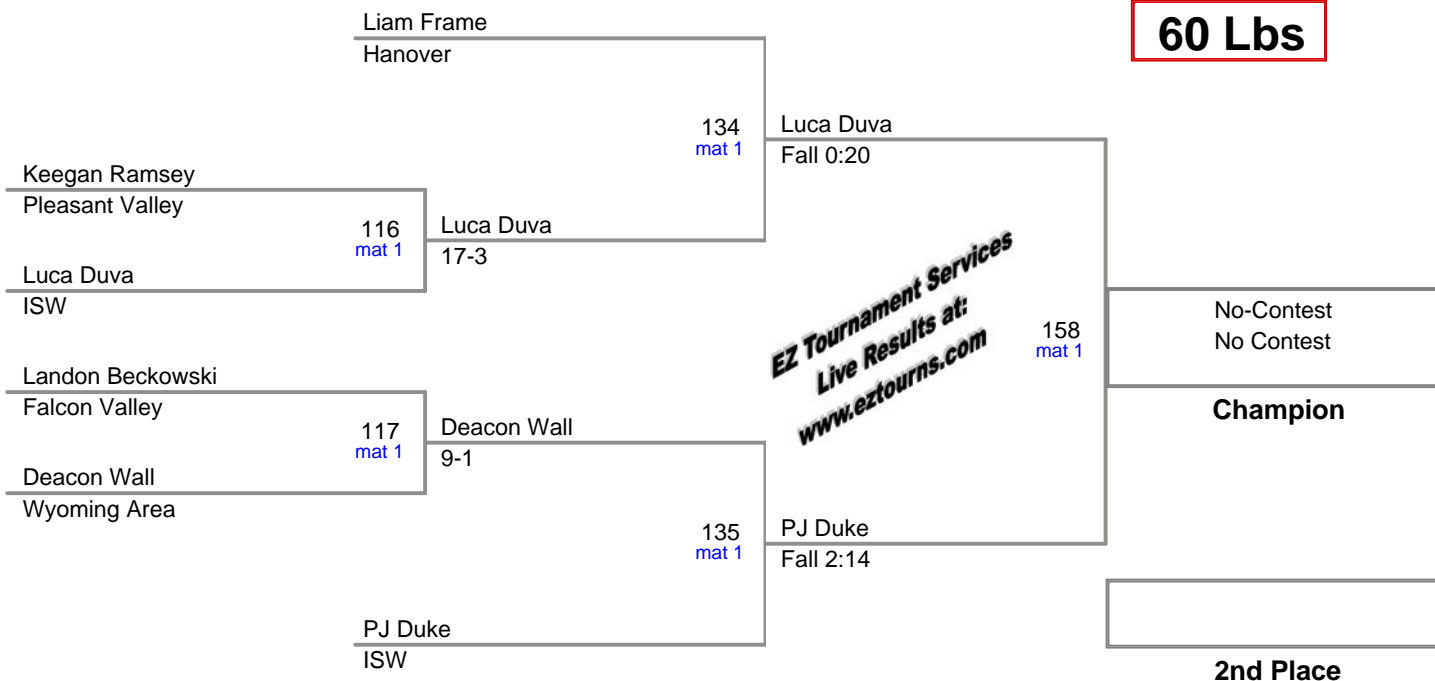 Liam Frame
Hanover
60 Lbs
134
mat 1
Luca Duva
Fall 0:20
Keegan Ramsey
Pleasant Valley
116
mat 1
Luca Duva
17-3
Luca Duva
ISW
EZ Tournament Services
Live Results at:
www.eztourns.com
158
mat 1
No-Contest
No Contest
Champion
Landon Beckowski
Falcon Valley
117
mat 1
Deacon Wall
9-1
Deacon Wall
Wyoming Area
135
mat 1
PJ Duke
Fall 2:14
PJ Duke
ISW
2nd Place